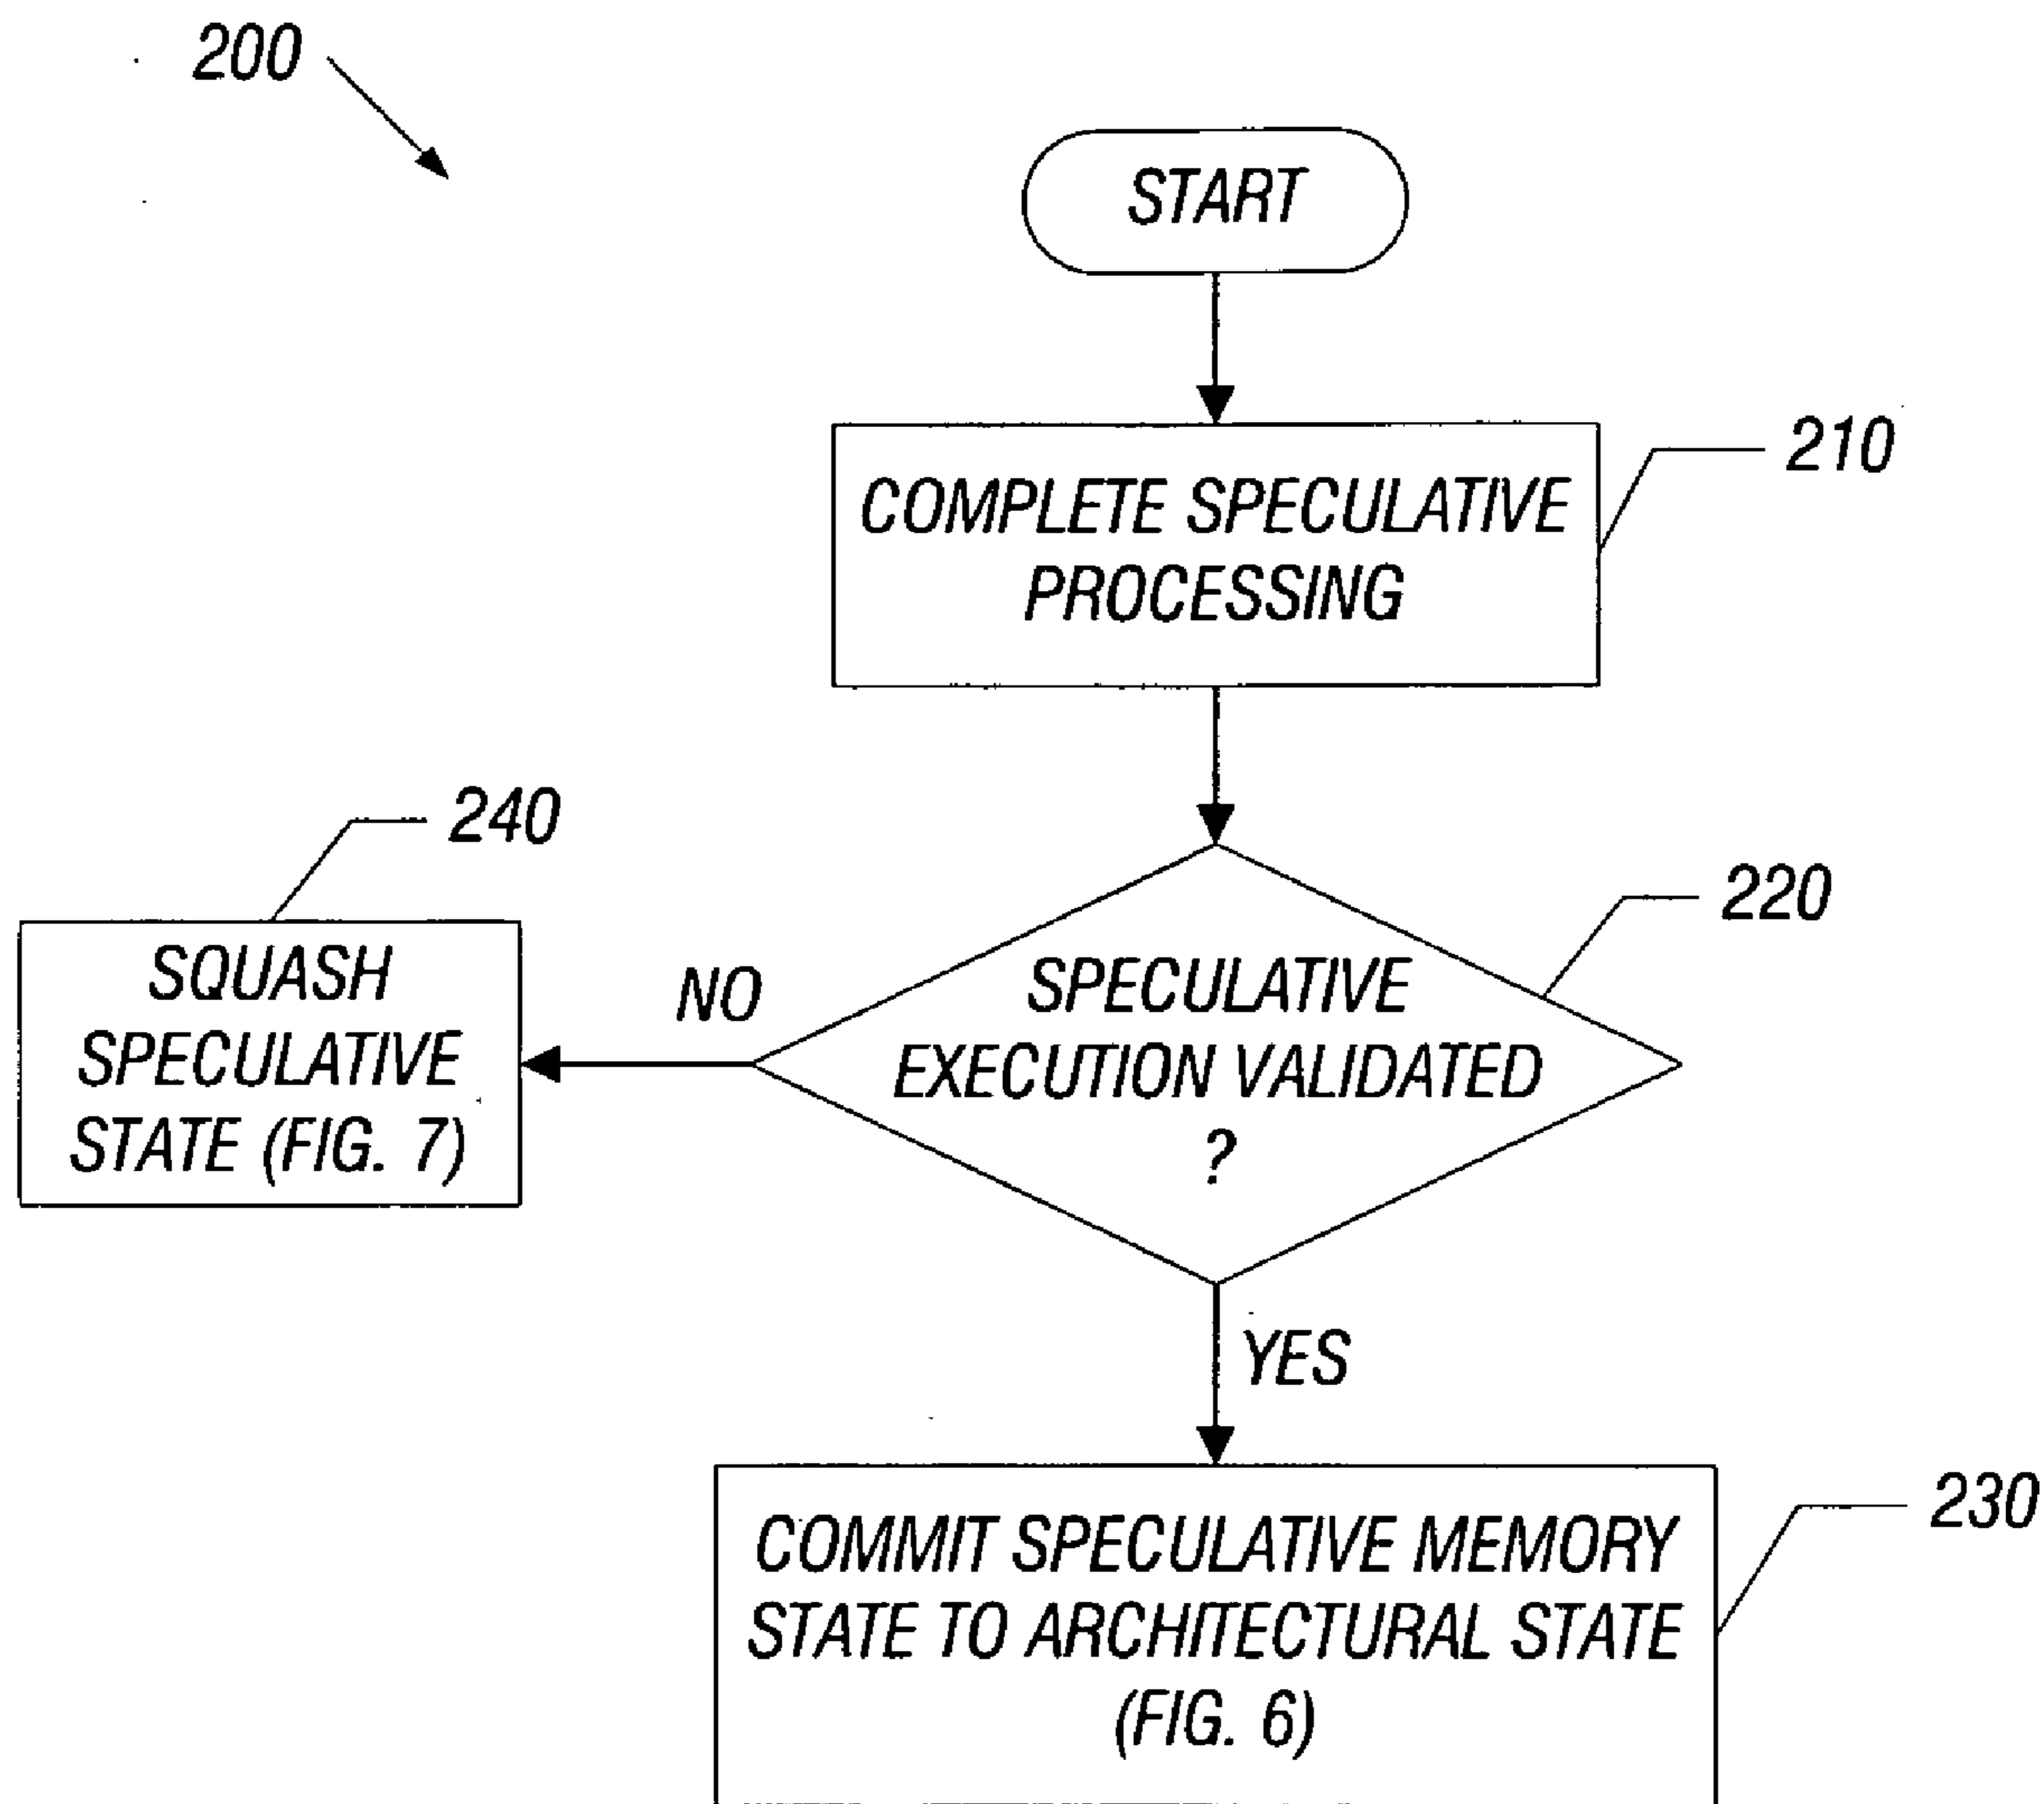 200
START
COMPLETE SPECULATIVE
PROCESSING
210
240
220
SQUASH
SPECULATIVE
STATE (FIG. 7)
NO
SPECULATIVE
EXECUTION VALIDATED
?
YES
COMMIT SPECULATIVE MEMORY
STATE TO ARCHITECTURAL STATE
(FIG. 6)
230